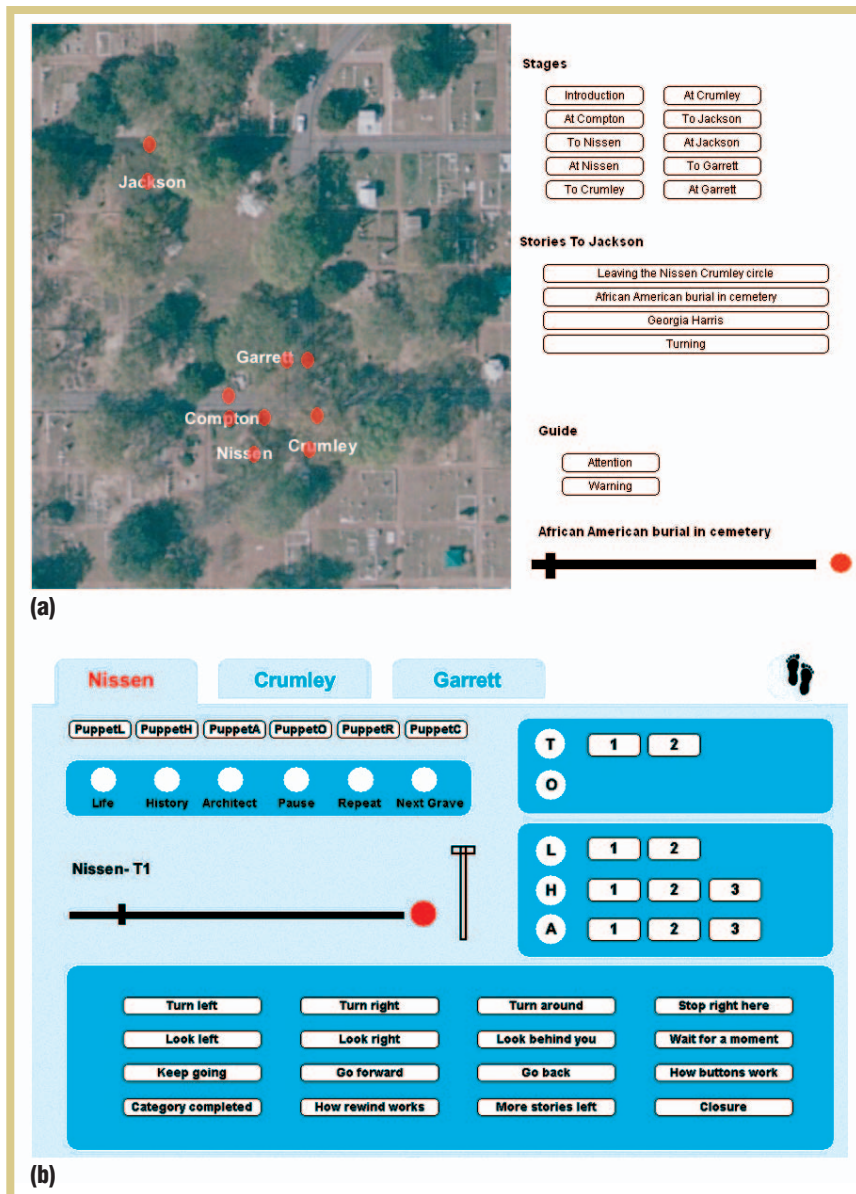 Jackson
Garrett
Compton
Nissen
Crumley
Stages
Introduction At Crumley
At Compton To Jackson
To Nissen At Jackson
At Nissen To Garrett
To Crumley At Garrett
Stories To Jackson
Leaving the Nissen Crumley circle
African American burial in cemetery
Georgia Harris
Turning
Guide
Attention
Warning
African American burial in cemetery
(a)
Nissen Crumley Garrett
PuppetL PuppetH PuppetA PuppetO PuppetR PuppetC
Life History Architect Pause Repeat Next Grave
Nissen- T1
T 1 2
O
L 1 2
H 1 2 3
A 1 2 3
Turn left Turn right Turn around Stop right here
Look left Look right Look behind you Wait for a moment
Keep going Go forward Go back How buttons work
Category completed How rewind works More stories left Closure
(b)